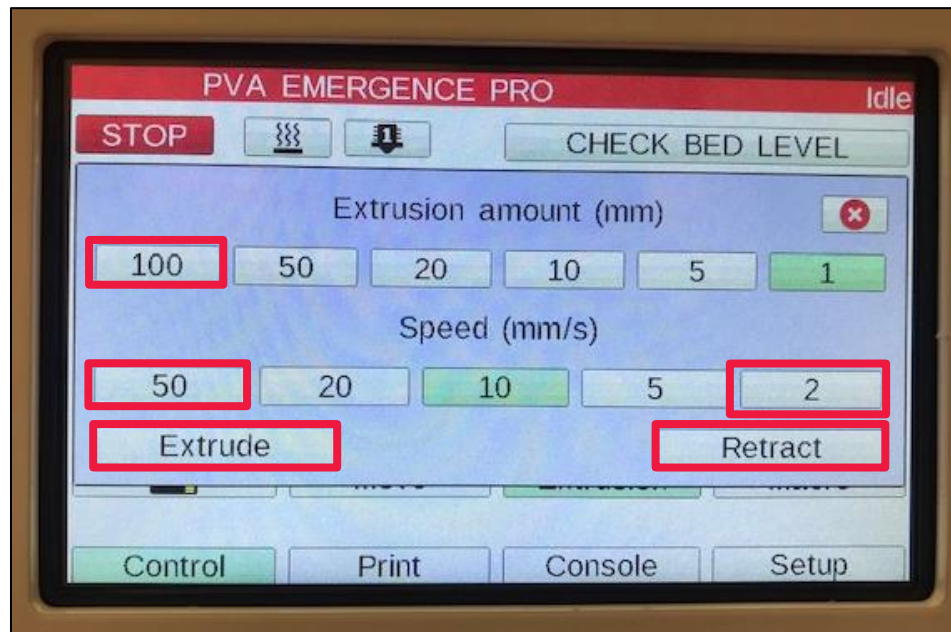 PVA EMERGENCE PRO Idle
STOP 1 CHECK BED LEVEL
Extrusion amount (mm)
100 50 20 10 5 1
Speed (mm/s)
50 20 10 5 2
Extrude Retract
Control Print Console Setup